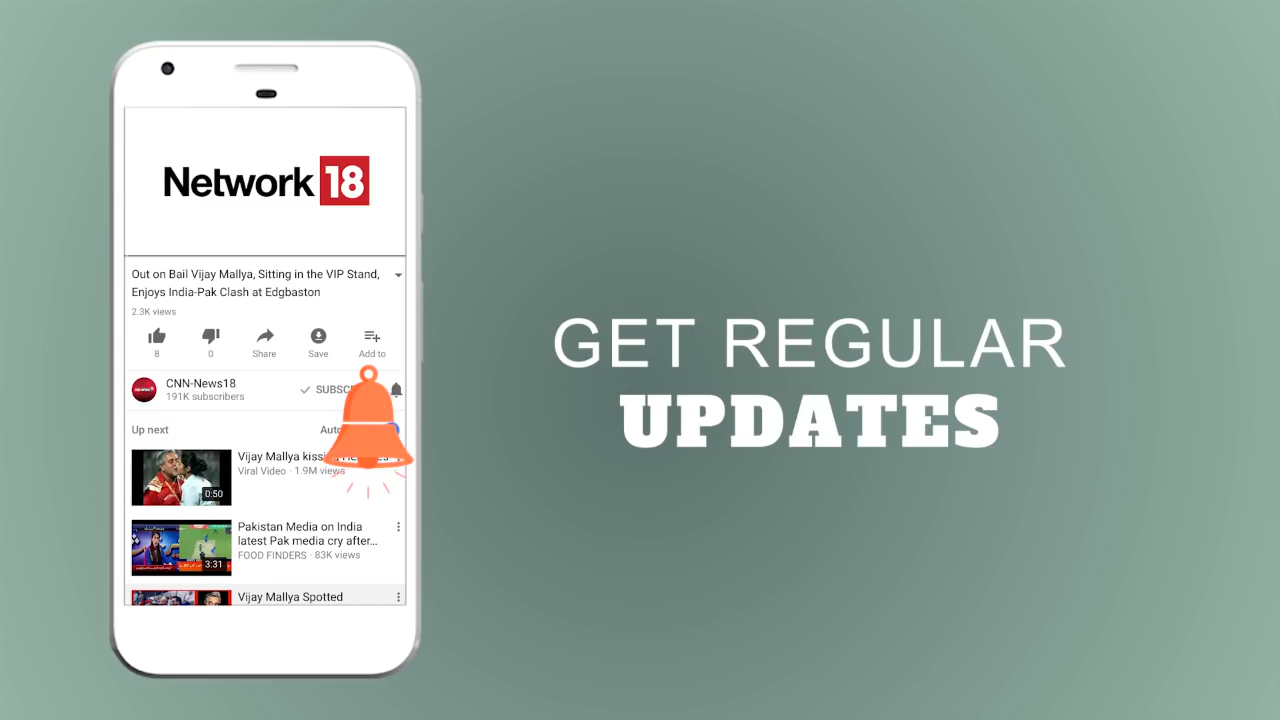 Network 18
Out on Bail Vijay Mallya, Sitting in the VIP Stand,
Enjoys India-Pak Clash at Edgbaston
2.3K views
8
0
Share
Save
Add to
CNN-News18
191K subscribers
Up next
Vijay Mallya
Viral Video · 1.9M views
0:50
Pakistan Media on India
latest Pak media cry after...
FOOD FINDERS · 83K views
3:31
Vijay Mallya Spotted
GET REGULAR
UPDATES